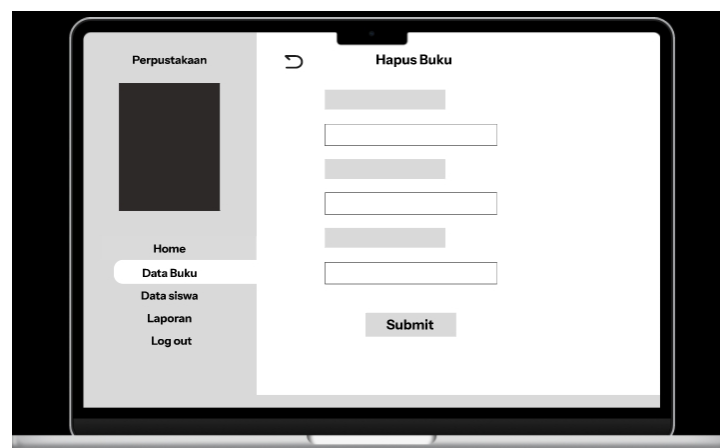 Perpustakaan
Home
Data Buku
Data siswa
Laporan
Log out
Hapus Buku
Submit